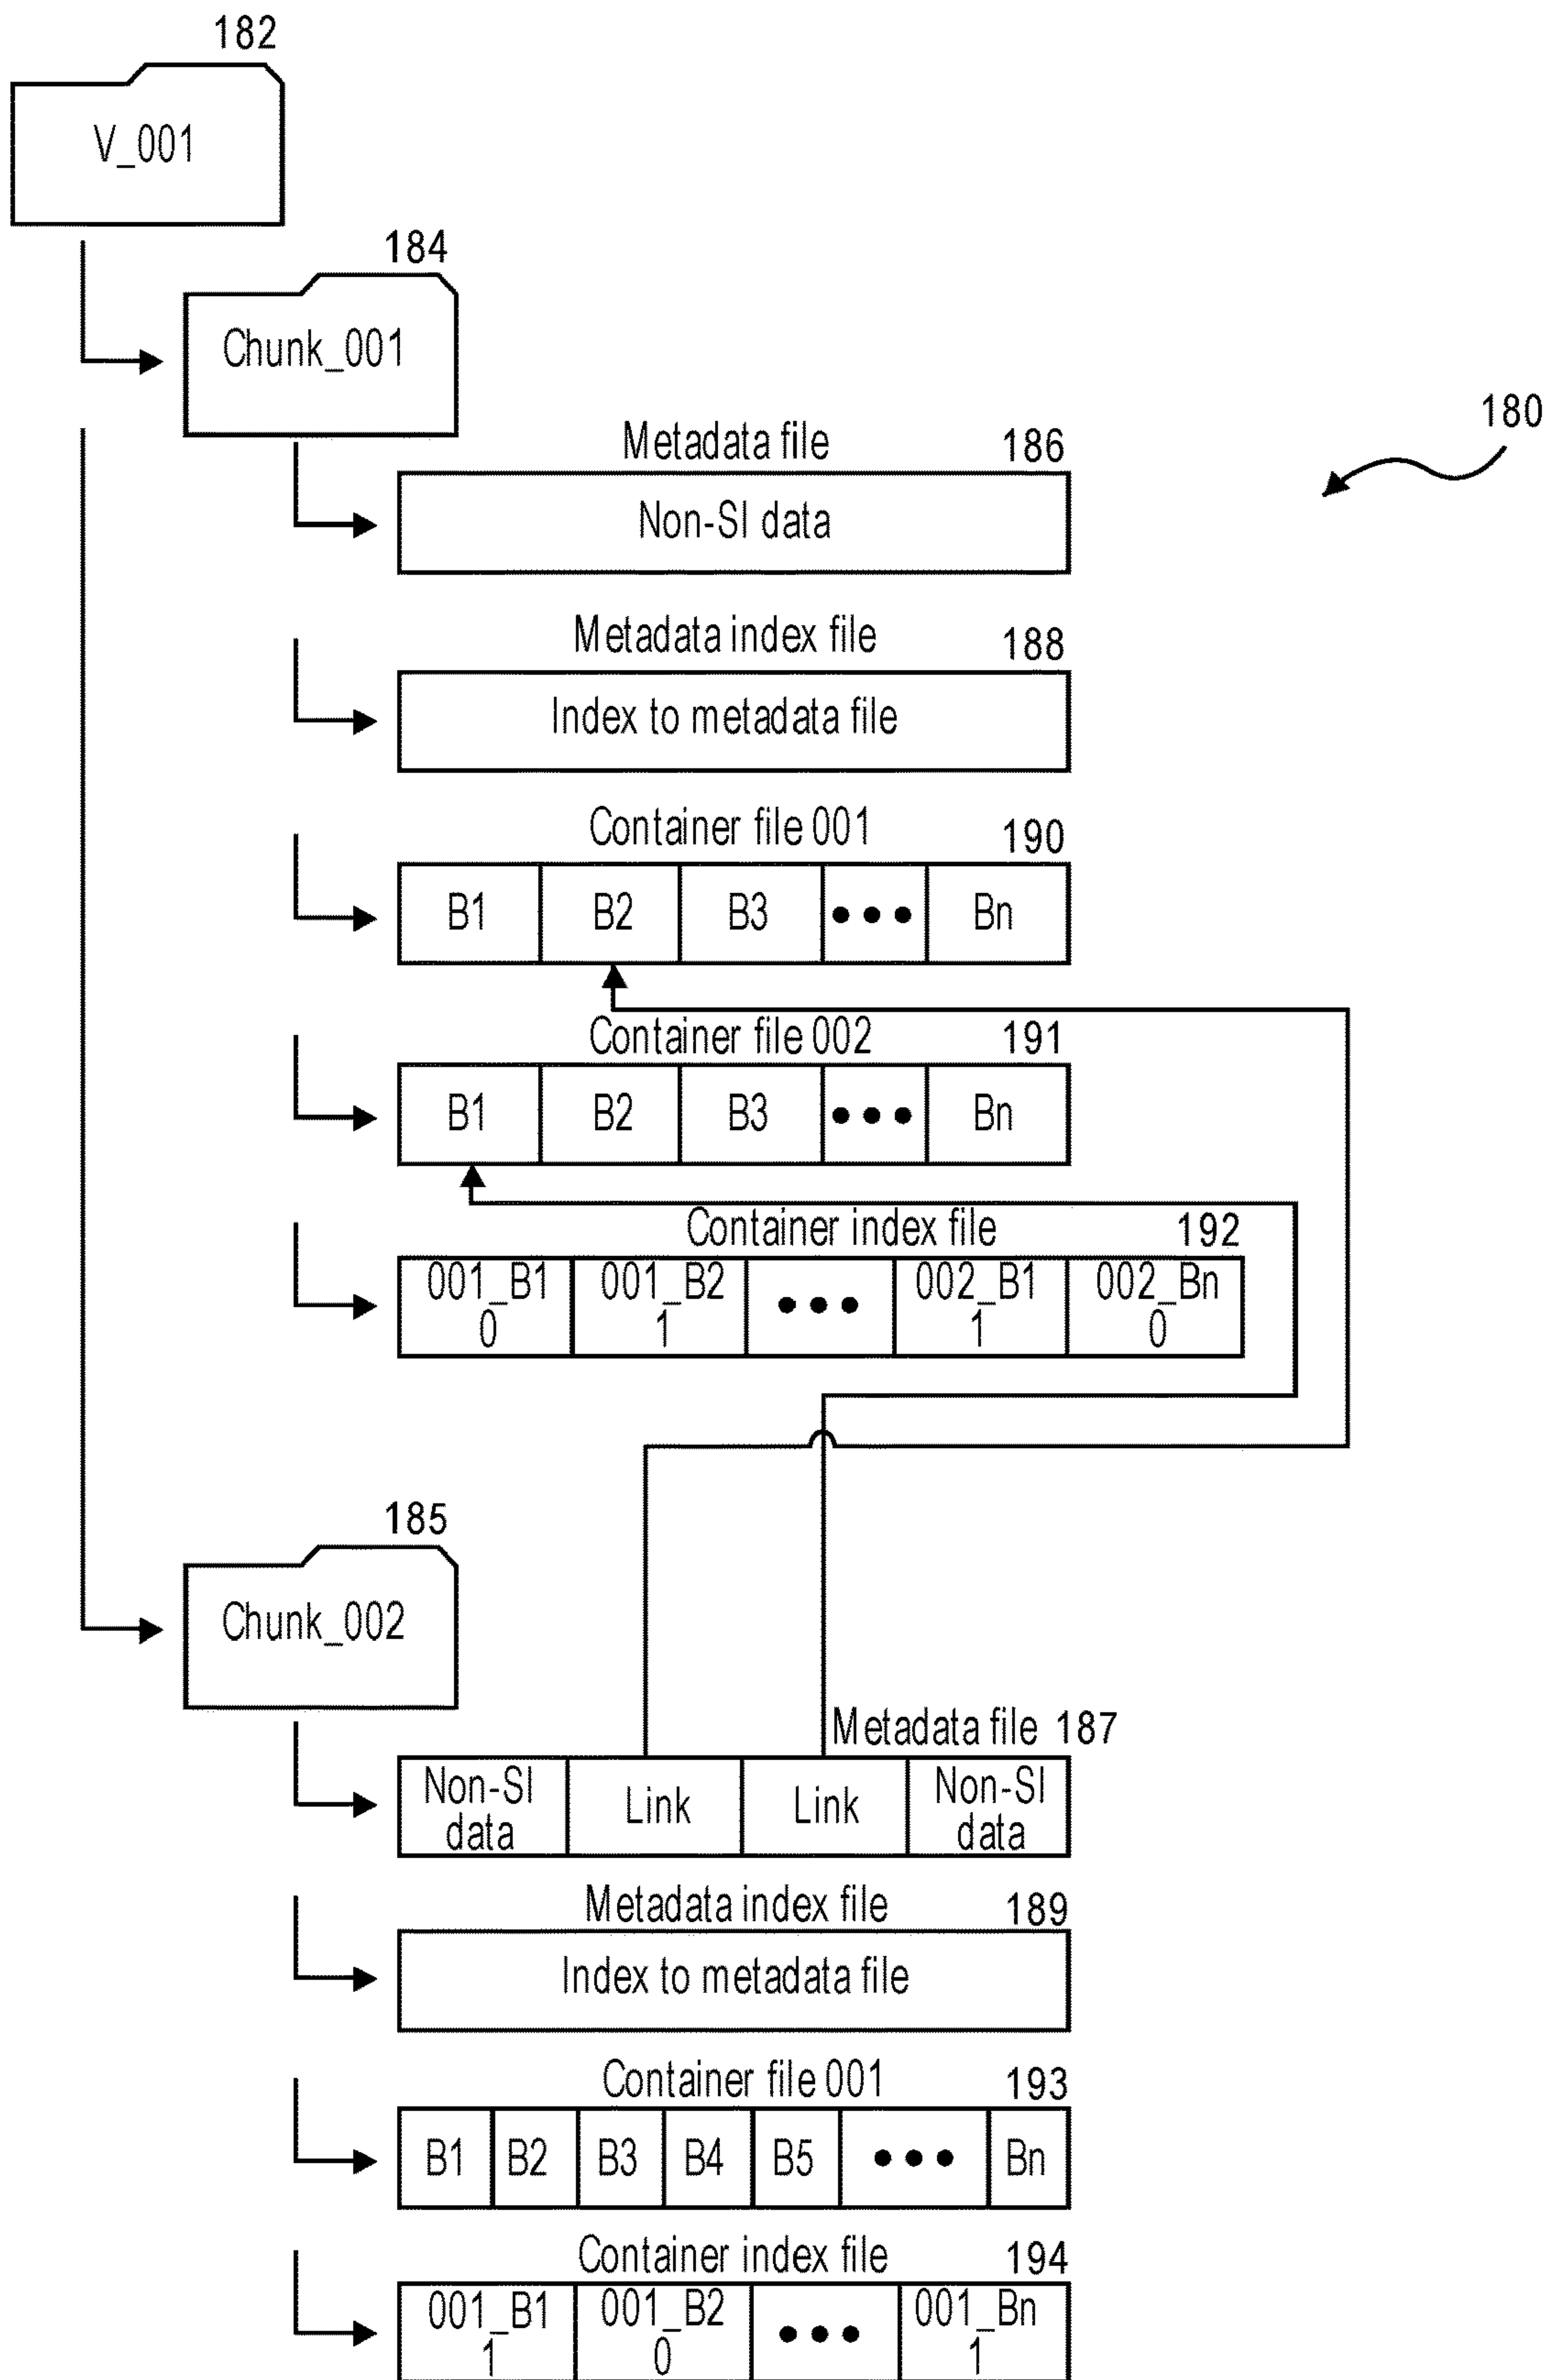 182
V_001
184
Chunk_001
180
Metadata file 186
Non-SI data
Metadata index file 188
Index to metadata file
Container file 001 190
B1 B2 B3 ••• Bn
Container file 002 191
B1 B2 B3 ••• Bn
Container index file 192
001_B1 001_B2 ••• 002_B1 002_Bn
0 1 1 0
185
Chunk_002
Metadata file 187
Non-SI Link Link Non-SI
data data
Metadata index file 189
Index to metadata file
Container file 001 193
B1 B2 B3 B4 B5 ••• Bn
Container index file 194
001_B1 001_B2 ••• 001_Bn
1 0 1